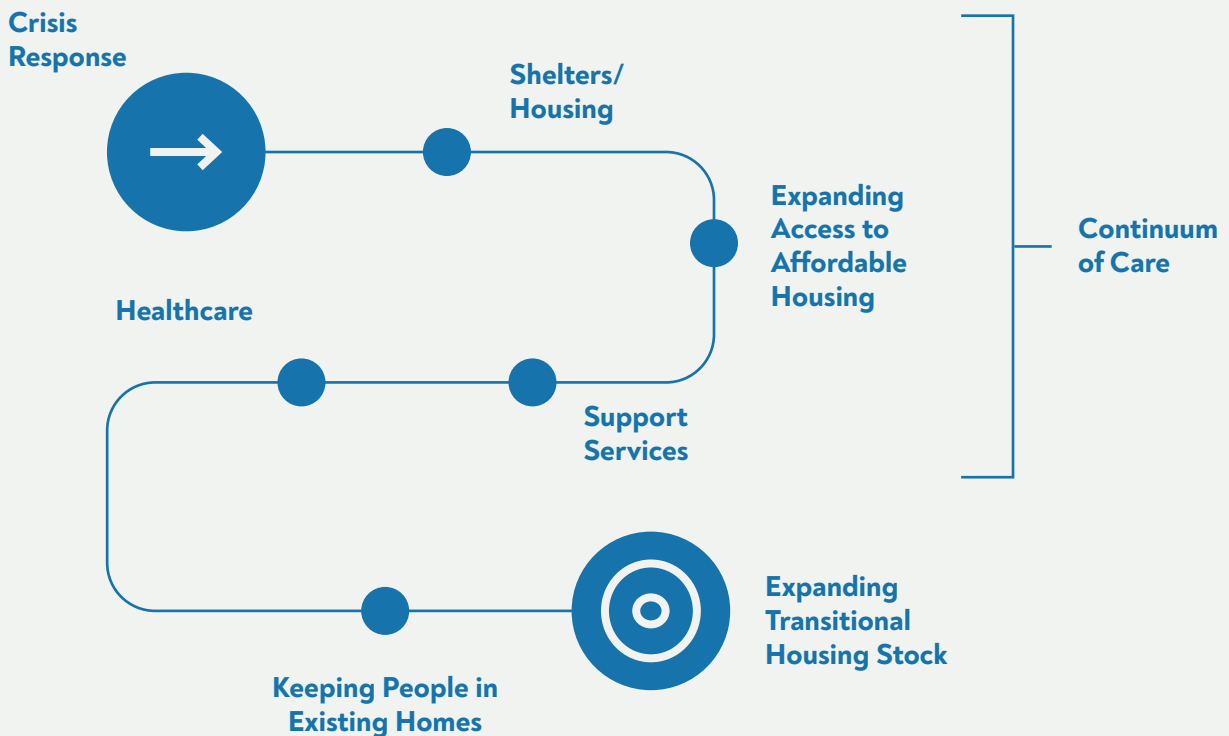 Crisis
Response
Shelters/
Housing
Expanding
Access to
Affordable
Housing
Continuum
of Care
Healthcare
Support
Services
Expanding
Transitional
Housing Stock
Keeping People in
Existing Homes